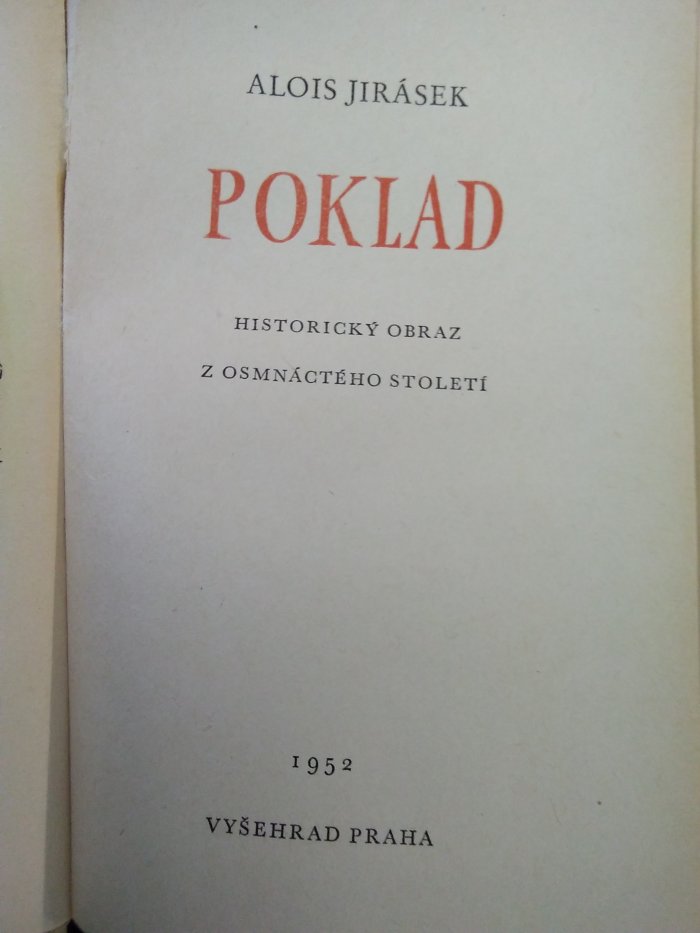 ALOIS JIRÁSEK
POKLAD
HISTORICKÝ OBRAZ
Z OSMNÁCTÉHO STOLETÍ
1952
VYŠEHRAD PRAHA